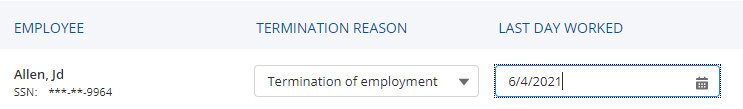 EMPLOYEE TERMINATION REASON LAST DAY WORKED
Allen, Jd Termination of employment 6/4/2021
SSN: ***-**-9964